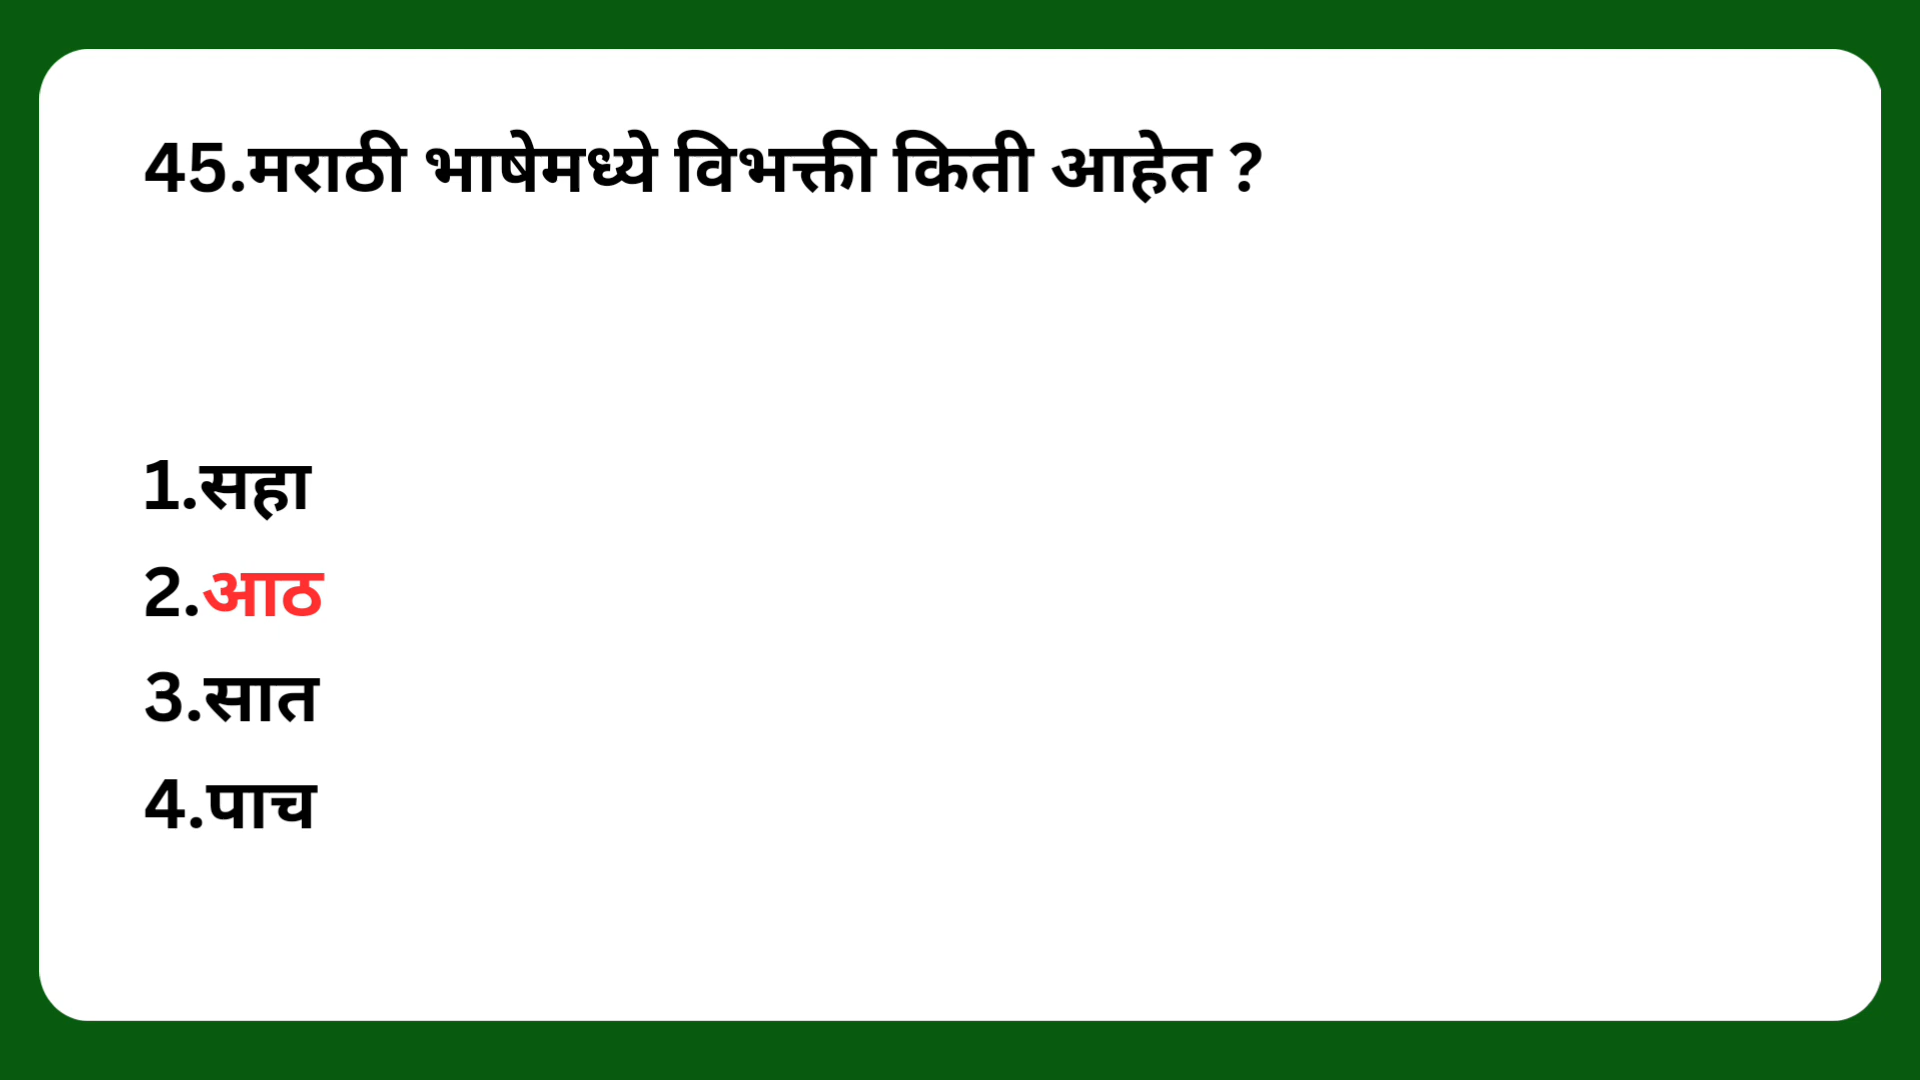 45.मराठी भाषेमध्ये विभक्ती किती आहेत ?
1.सहा
2.आठ
3.सात
4.पाच